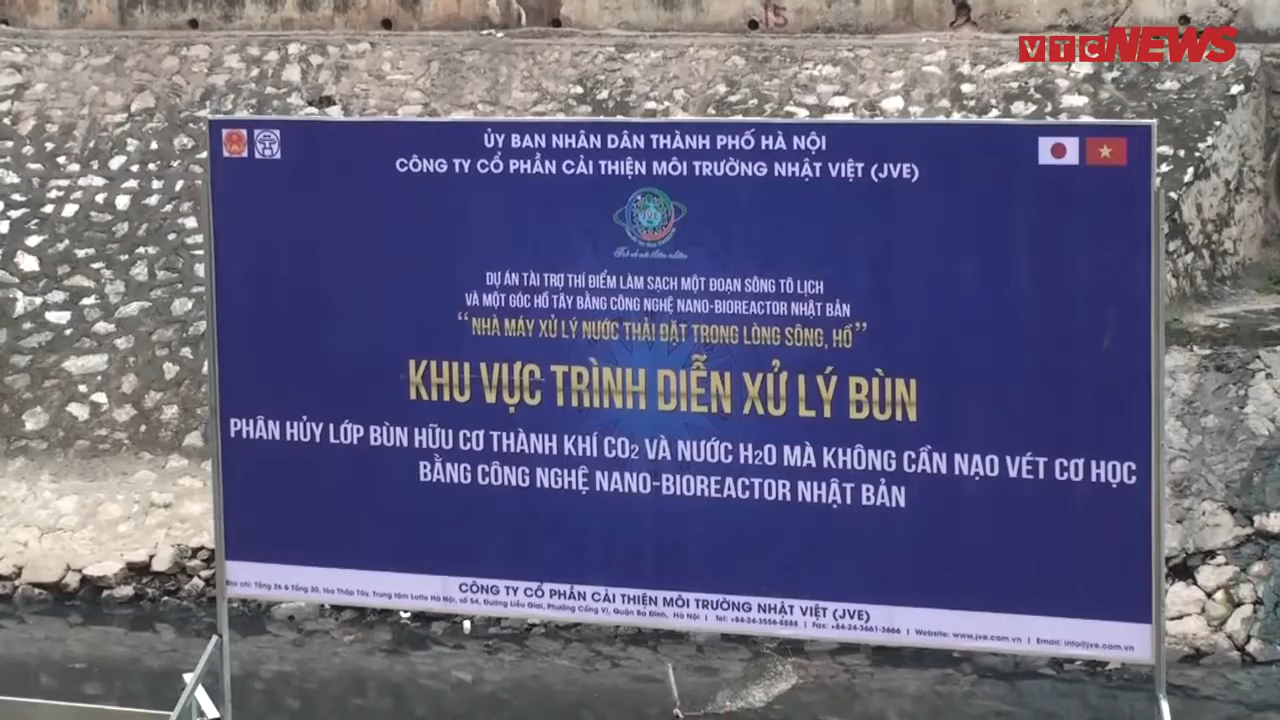 15
VTC NEWS
ỦY BAN NHÂN DÂN THÀNH PHỐ HÀ NỘI
CÔNG TY CỔ PHẦN CẢI THIỆN MÔI TRƯỜNG NHẬT VIỆT (JVE)
DỰ ÁN TÀI TRỢ THÍ ĐIỂM LÀM SẠCH MỘT ĐOẠN SÔNG TÔ LỊCH
VÀ MỘT GÓC HỒ TÂY BẰNG CÔNG NGHỆ NANO-BIOREACTOR NHẬT BẢN
“NHÀ MÁY XỬ LÝ NƯỚC THẢI ĐẶT TRONG LÒNG SÔNG, HỒ”
KHU VỰC TRÌNH DIỄN XỬ LÝ BÙN
PHÂN HỦY LỚP BÙN HỮU CƠ THÀNH KHÍ CO₂ VÀ NƯỚC H₂O MÀ KHÔNG CẦN NẠO VÉT CƠ HỌC
BẰNG CÔNG NGHỆ NANO-BIOREACTOR NHẬT BẢN
CÔNG TY CỔ PHẦN CẢI THIỆN MÔI TRƯỜNG NHẬT VIỆT (JVE)
Địa chỉ: Tầng 26 & Tầng 30, tòa Tháp Tây, Trung tâm Lotte Hà Nội, số 54, Đường Liễu Giai, Phường Cống Vị, Quận Ba Đình, Hà Nội | Tel: +84-24-3556-8888 | Fax: +84-24-3661-3666 | Website: www.jve.com.vn | Email: info@jve.com.vn